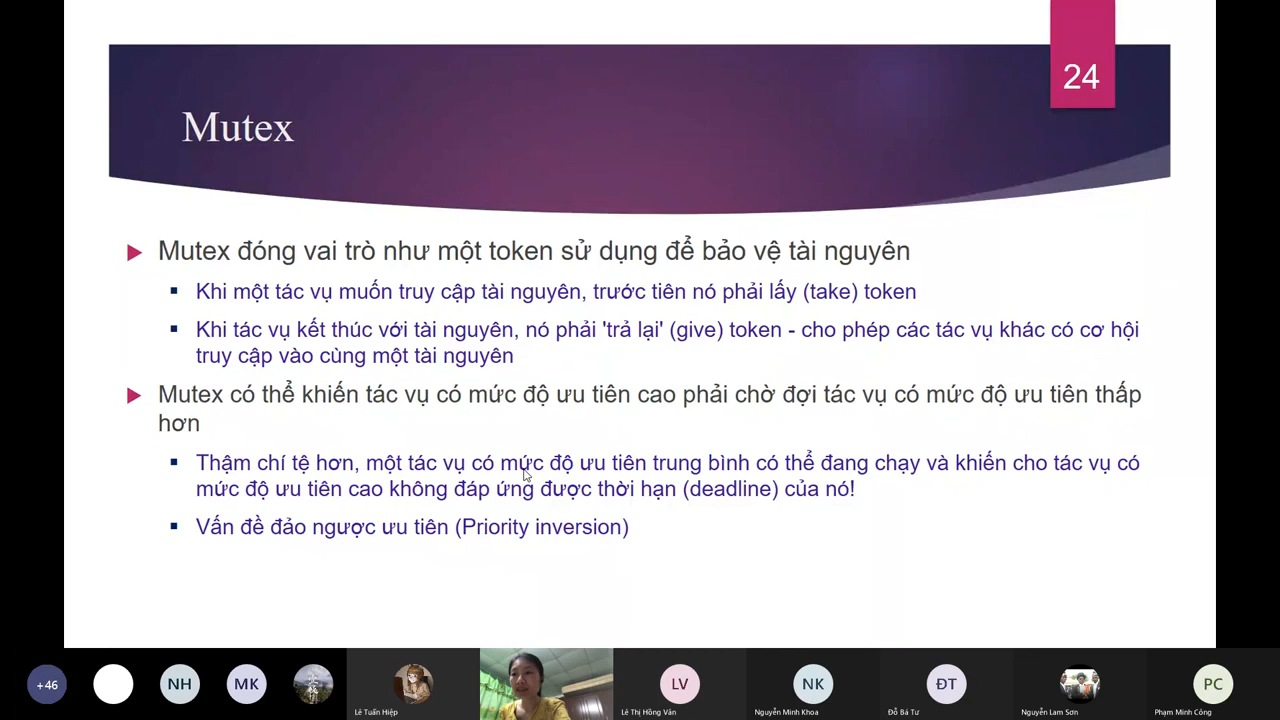 24
Mutex
Mutex đóng vai trò như một token sử dụng để bảo vệ tài nguyên
Khi một tác vụ muốn truy cập tài nguyên, trước tiên nó phải lấy (take) token
Khi tác vụ kết thúc với tài nguyên, nó phải 'trả lại' (give) token - cho phép các tác vụ khác có cơ hội
truy cập vào cùng một tài nguyên
Mutex có thể khiến tác vụ có mức độ ưu tiên cao phải chờ đợi tác vụ có mức độ ưu tiên thấp
hơn
Thậm chí tệ hơn, một tác vụ có mức độ ưu tiên trung bình có thể đang chạy và khiến cho tác vụ có
mức độ ưu tiên cao không đáp ứng được thời hạn (deadline) của nó!
Vấn đề đảo ngược ưu tiên (Priority inversion)
+46 NH MK LV NK ĐT PC
Lê Tuấn Hiệp Lê Thị Hồng Vân Nguyễn Minh Khoa Đỗ Bá Tư Nguyễn Lam Sơn Phạm Minh Công